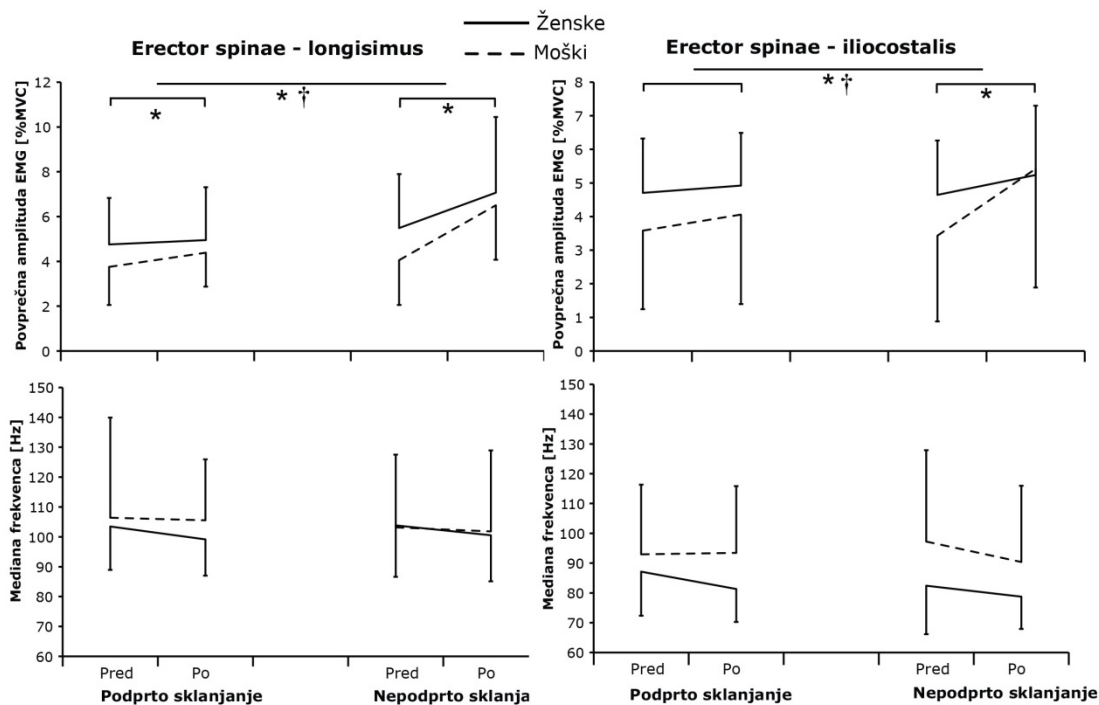 Ženske
Moški
Erector spinae - longisimus
Erector spinae - iliocostalis
Povprečna amplituda EMG [%MVC]
12
10
8
6
4
2
0
*
* †
*
Povprečna amplituda EMG [%MVC]
8
7
6
5
4
3
2
1
0
* †
*
Mediana frekvenca [Hz]
150
140
130
120
110
100
90
80
70
60
Pred
Po
Pred
Po
Podprto sklanjanje
Nepodprto sklanja
Mediana frekvenca [Hz]
150
140
130
120
110
100
90
80
70
60
Pred
Po
Pred
Po
Podprto sklanjanje
Nepodprto sklanjanje